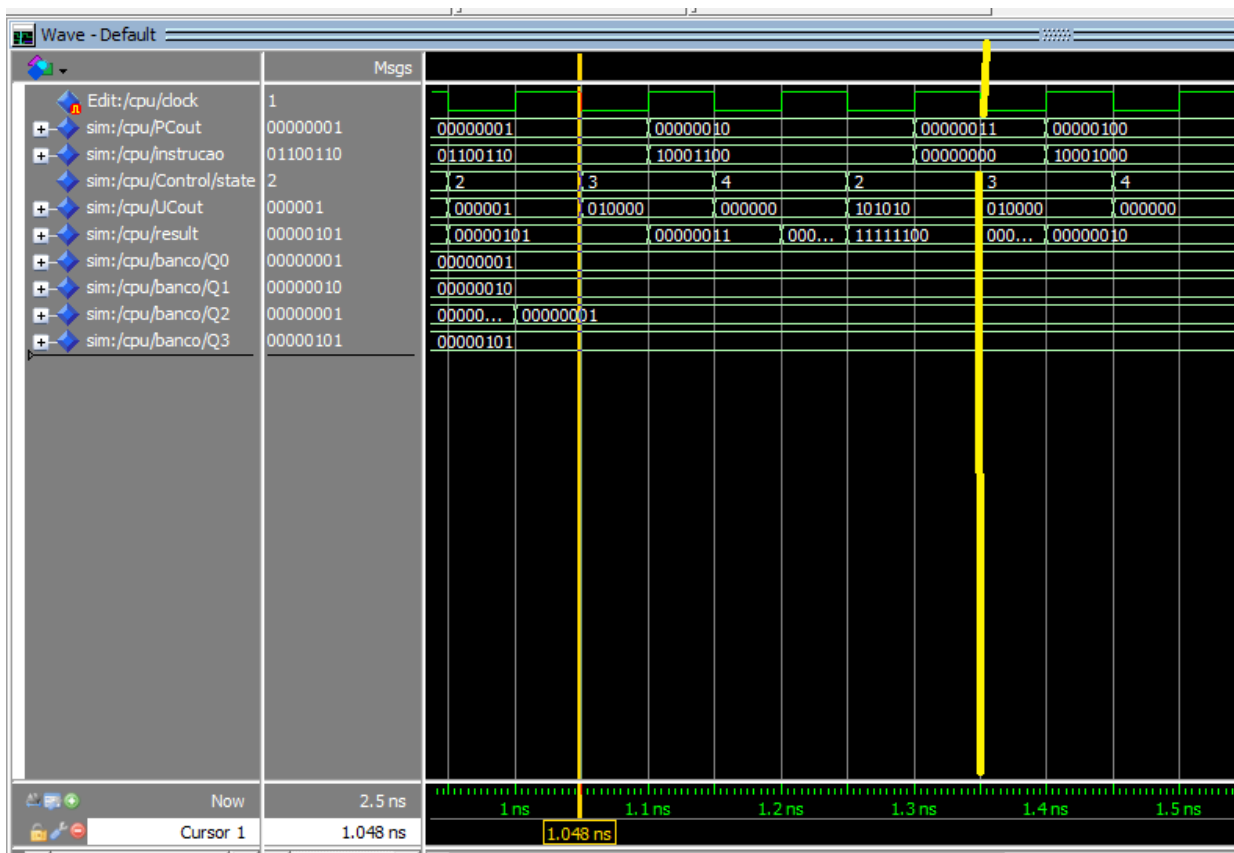 Wave - Default
Msgs
Edit:/cpu/clock 1
sim:/cpu/PCout 00000001 00000001 00000010 00000011 00000100
sim:/cpu/instrucao 01100110 01100110 10001100 00000000 10001000
sim:/cpu/Control/state 2 2 3 4 2 3 4
sim:/cpu/UCout 000001 000001 010000 000000 101010 010000 000000
sim:/cpu/result 00000101 00000101 00000011 000... 11111100 000... 00000010
sim:/cpu/banco/Q0 00000001 00000001
sim:/cpu/banco/Q1 00000010 00000010
sim:/cpu/banco/Q2 00000001 00000... 00000001
sim:/cpu/banco/Q3 00000101 00000101
Now 2.5 ns 1 ns 1.1 ns 1.2 ns 1.3 ns 1.4 ns 1.5 ns
Cursor 1 1.048 ns 1.048 ns